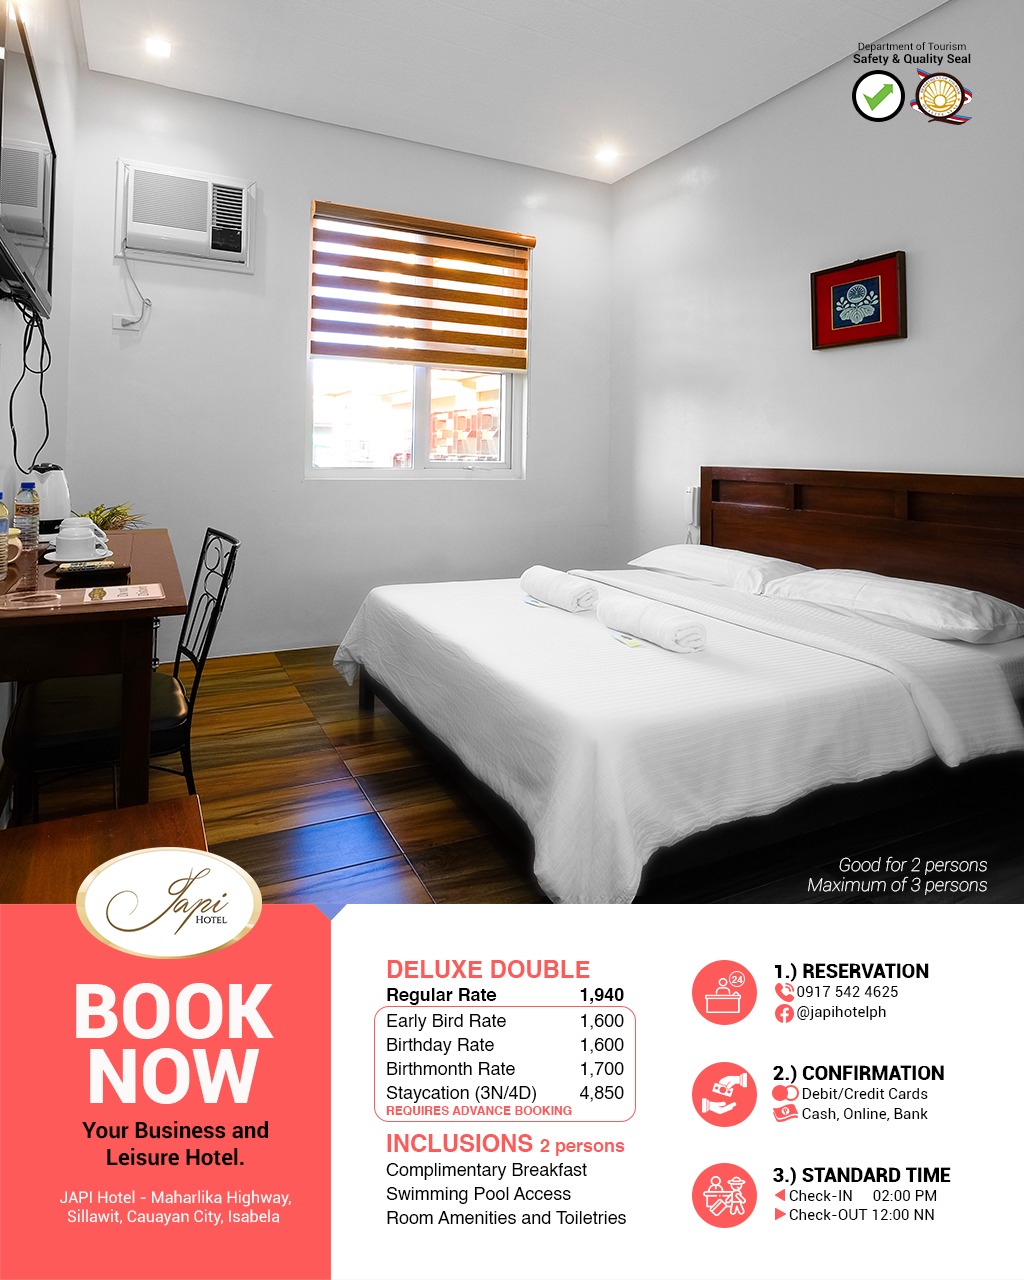 Department of Tourism
Safety & Quality Seal
Good for 2 persons
Maximum of 3 persons
Japi
HOTEL
BOOK
NOW
Your Business and
Leisure Hotel.
JAPI Hotel - Maharlika Highway,
Sillawit, Cauayan City, Isabela
DELUXE DOUBLE
Regular Rate 1,940
Early Bird Rate 1,600
Birthday Rate 1,600
Birthmonth Rate 1,700
Staycation (3N/4D) 4,850
REQUIRES ADVANCE BOOKING
INCLUSIONS 2 persons
Complimentary Breakfast
Swimming Pool Access
Room Amenities and Toiletries
24
1.) RESERVATION
0917 542 4625
@japihotelph
2.) CONFIRMATION
Debit/Credit Cards
Cash, Online, Bank
3.) STANDARD TIME
Check-IN 02:00 PM
Check-OUT 12:00 NN